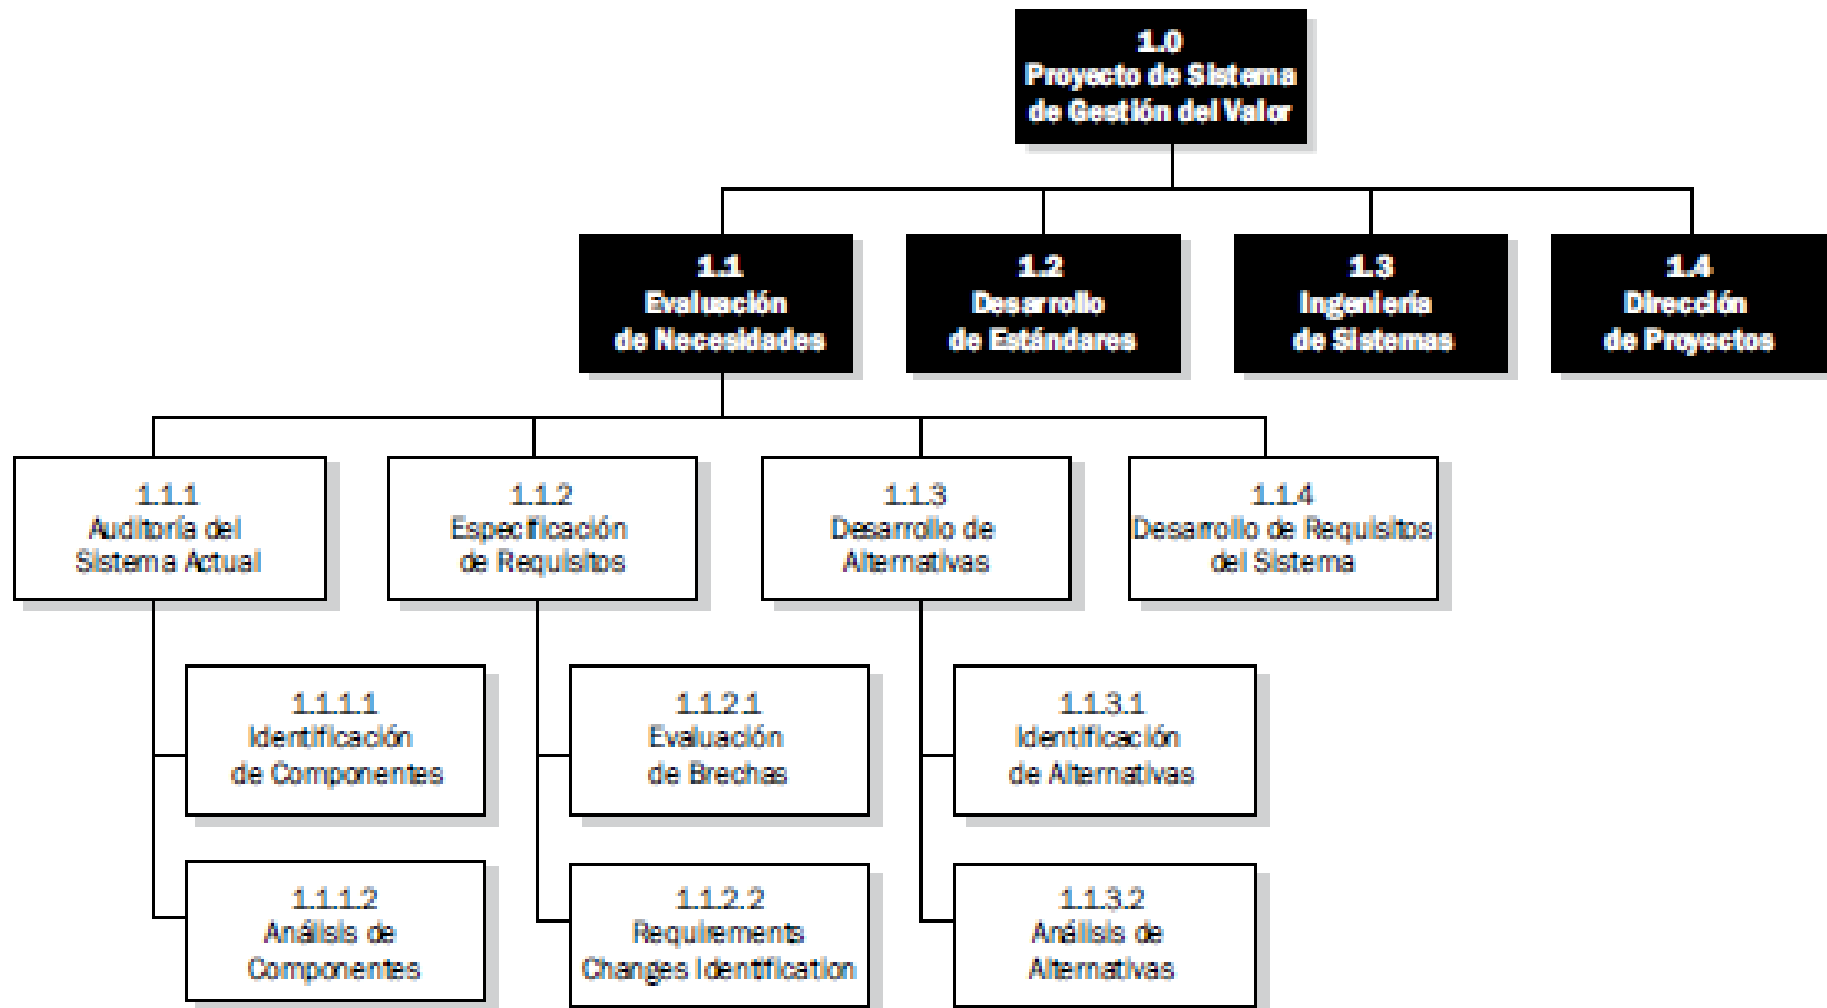 1.0
Proyecto de Sistema
de Gestión del Valor
1.1
Evaluación
de Necesidades
1.2
Desarrollo
de Estándares
1.3
Ingeniería
de Sistemas
1.4
Dirección
de Proyectos
1.1.1
Auditoría del
Sistema Actual
1.1.2
Especificación
de Requisitos
1.1.3
Desarrollo de
Alternativas
1.1.4
Desarrollo de Requisitos
del Sistema
1.1.1.1
Identificación
de Componentes
1.1.2.1
Evaluación
de Brechas
1.1.3.1
Identificación
de Alternativas
1.1.1.2
Análisis de
Componentes
1.1.2.2
Requirements
Changes Identification
1.1.3.2
Análisis de
Alternativas